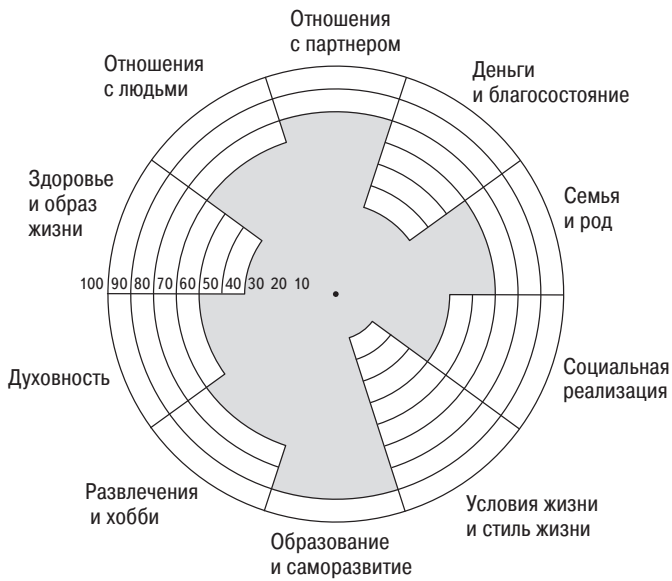 Отношения
с партнером
Деньги
и благосостояние
Отношения
с людьми
Здоровье
и образ
жизни
Семья
и род
100 90 80 70 60 50 40 30 20 10
Духовность
Социальная
реализация
Развлечения
и хобби
Условия жизни
и стиль жизни
Образование
и саморазвитие